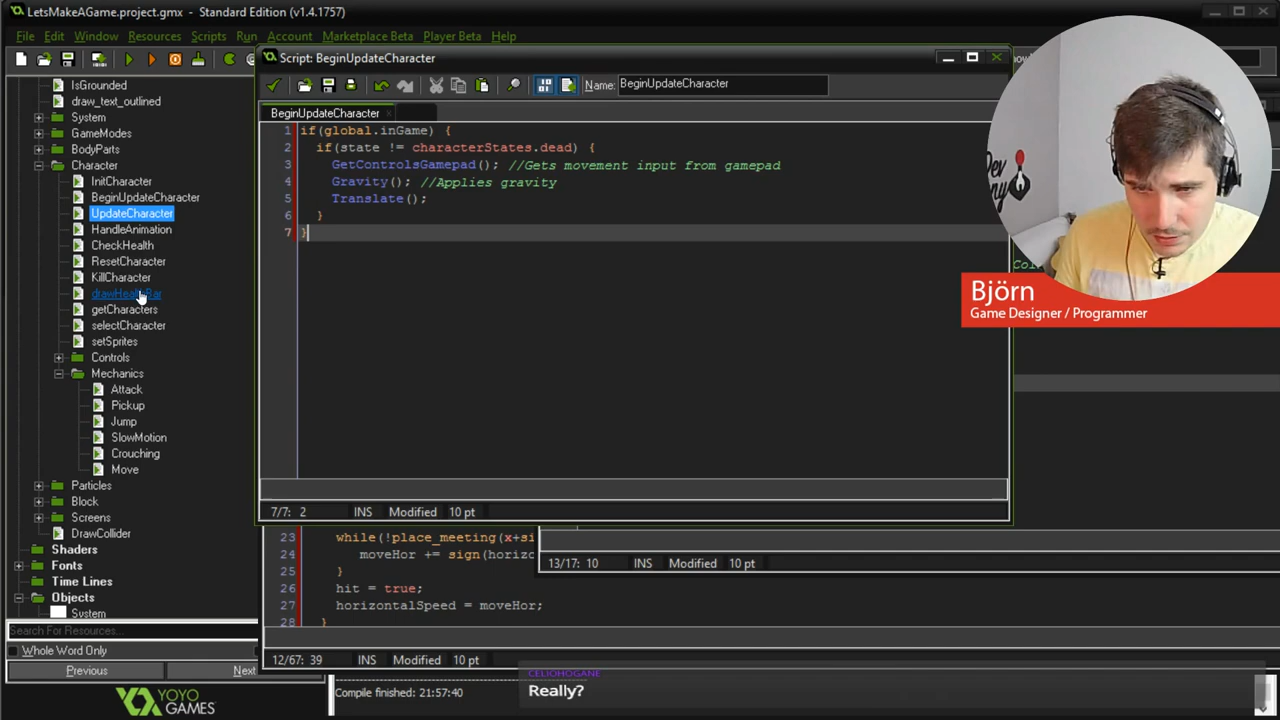 LetsMakeAGame.project.gmx - Standard Edition (v1.4.1757)
File Edit Window Resources Scripts Run Account Marketplace Beta Player Beta Help
Script: BeginUpdateCharacter
Name: BeginUpdateCharacter
BeginUpdateCharacter
1 if(global.inGame) {
2 if(state != characterStates.dead) {
3 GetControlsGamepad(); //Gets movement input from gamepad
4 Gravity(); //Applies gravity
5 Translate();
6 }
7 }
7/7: 2 INS Modified 10 pt
IsGrounded
draw_text_outlined
System
GameModes
BodyParts
Character
InitCharacter
BeginUpdateCharacter
UpdateCharacter
HandleAnimation
CheckHealth
ResetCharacter
KillCharacter
drawHealthBar
getCharacters
selectCharacter
setSprites
Controls
Mechanics
Attack
Pickup
Jump
SlowMotion
Crouching
Move
Particles
Block
Screens
DrawCollider
Shaders
Fonts
Time Lines
Objects
System
Search For Resources...
Whole Word Only
Previous Next
YOYO
GAMES™
23 while(!place_meeting(x+si
24 moveHor += sign(horizo
25 }
26 hit = true;
27 horizontalSpeed = moveHor;
28 }
13/17: 10 INS Modified 10 pt
12/67: 39 INS Modified 10 pt
Compile finished: 21:57:40
CELIOHOGANE
Really?
Dev
Björn
Game Designer / Programmer